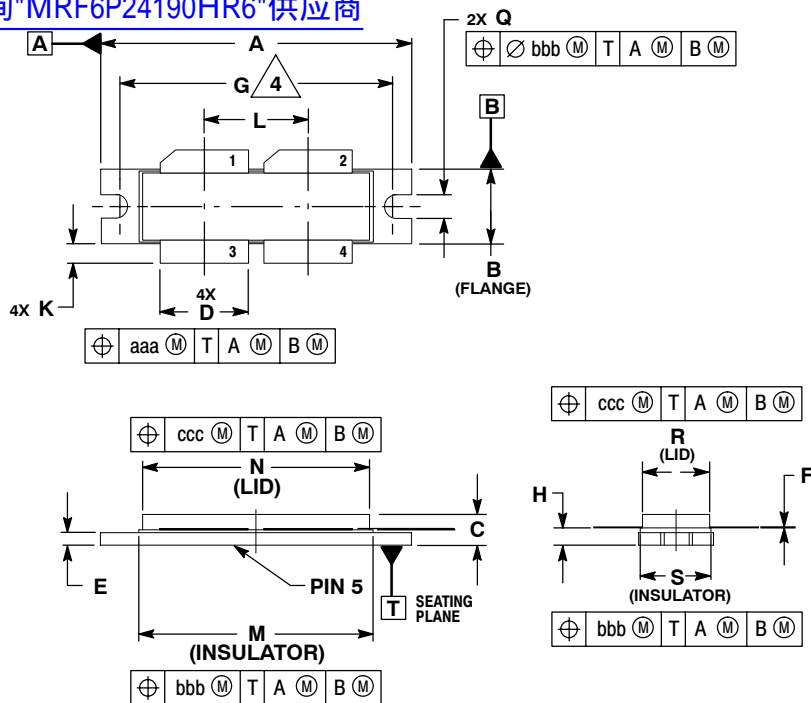 询"MRF6P24190HR6"供应商
A
A
2X Q
⌖ ∅ bbb Ⓜ T A Ⓜ B Ⓜ
G 4
L
B
1
2
3
4
B
(FLANGE)
4X K
4X
D
⌖ aaa Ⓜ T A Ⓜ B Ⓜ
⌖ ccc Ⓜ T A Ⓜ B Ⓜ
N
(LID)
C
E
PIN 5
T SEATING
PLANE
M
(INSULATOR)
⌖ bbb Ⓜ T A Ⓜ B Ⓜ
⌖ ccc Ⓜ T A Ⓜ B Ⓜ
R
(LID)
F
H
S
(INSULATOR)
⌖ bbb Ⓜ T A Ⓜ B Ⓜ